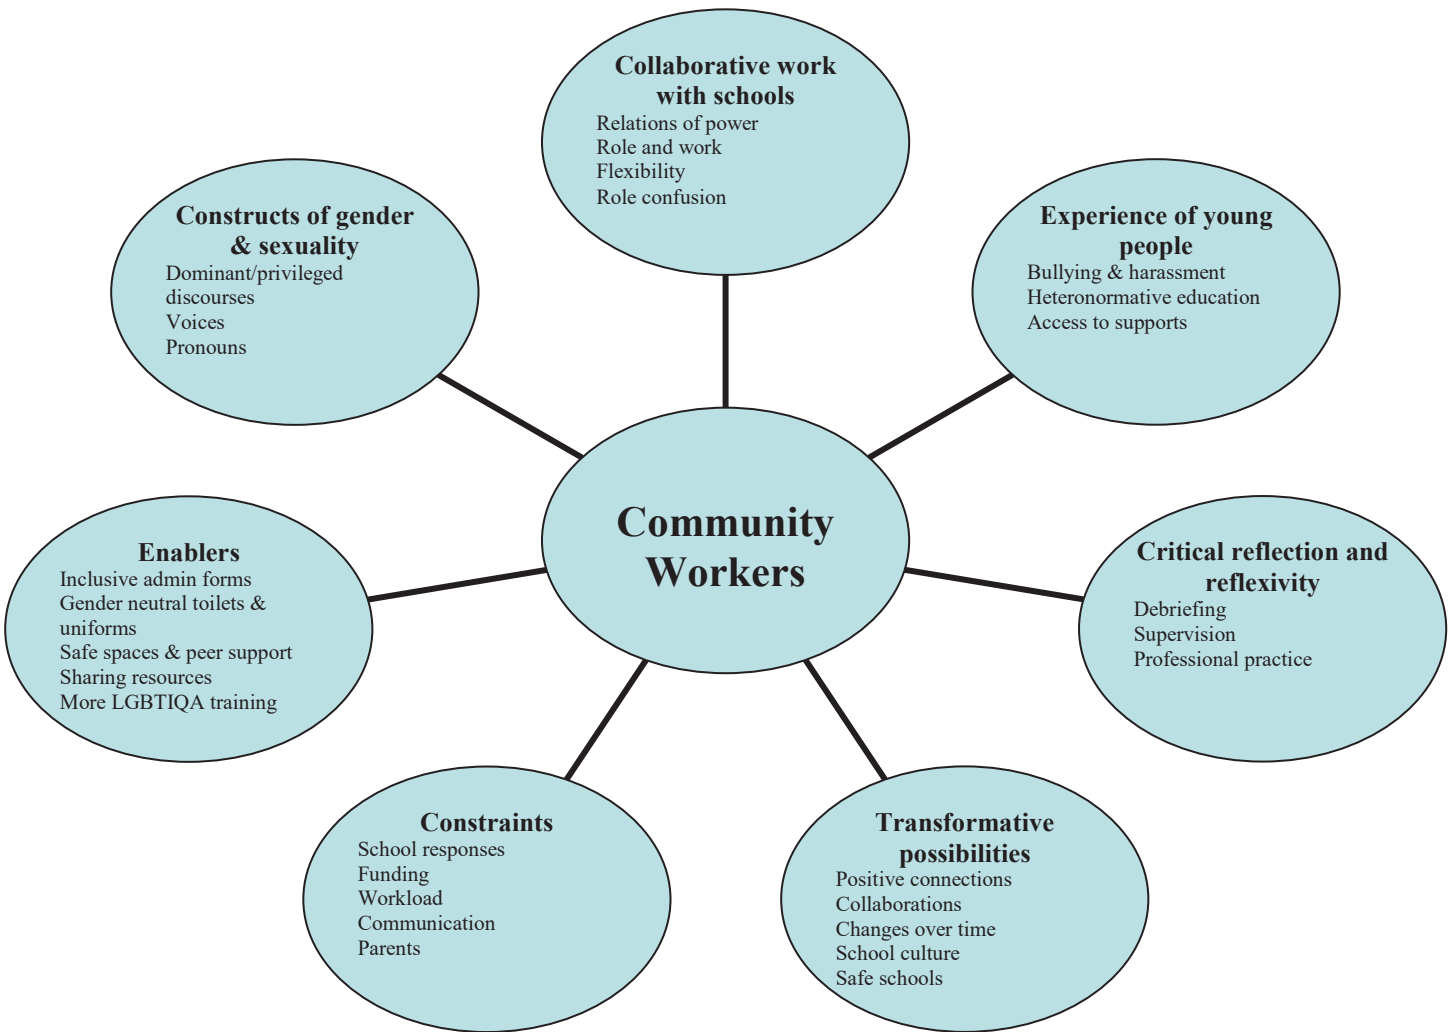 Collaborative work
with schools
Relations of power
Role and work
Flexibility
Role confusion
Constructs of gender
& sexuality
Dominant/privileged
discourses
Voices
Pronouns
Experience of young
people
Bullying & harassment
Heteronormative education
Access to supports
Community
Workers
Enablers
Inclusive admin forms
Gender neutral toilets &
uniforms
Safe spaces & peer support
Sharing resources
More LGBTIQA training
Critical reflection and
reflexivity
Debriefing
Supervision
Professional practice
Constraints
School responses
Funding
Workload
Communication
Parents
Transformative
possibilities
Positive connections
Collaborations
Changes over time
School culture
Safe schools